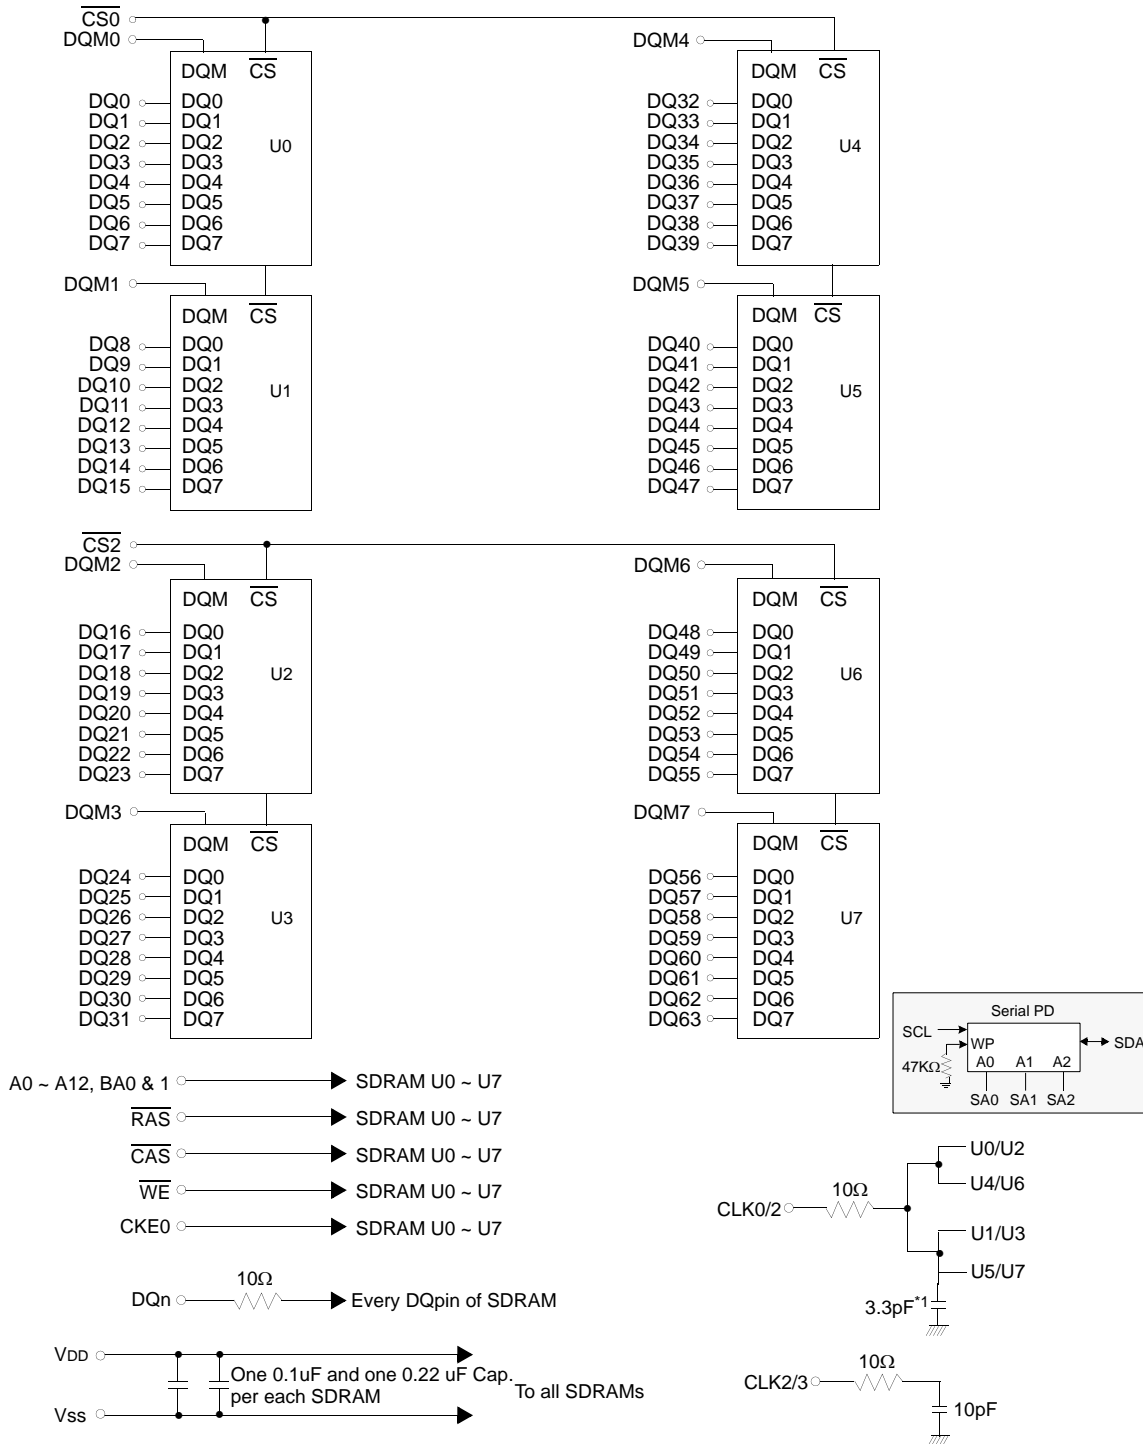 CS0
DQM0
DQM CS
DQ0 DQ0
DQ1 DQ1
DQ2 DQ2
DQ3 DQ3
DQ4 DQ4
DQ5 DQ5
DQ6 DQ6
DQ7 DQ7
U0
DQM4
DQM CS
DQ32 DQ0
DQ33 DQ1
DQ34 DQ2
DQ35 DQ3
DQ36 DQ4
DQ37 DQ5
DQ38 DQ6
DQ39 DQ7
U4
DQM1
DQM CS
DQ8 DQ0
DQ9 DQ1
DQ10 DQ2
DQ11 DQ3
DQ12 DQ4
DQ13 DQ5
DQ14 DQ6
DQ15 DQ7
U1
DQM5
DQM CS
DQ40 DQ0
DQ41 DQ1
DQ42 DQ2
DQ43 DQ3
DQ44 DQ4
DQ45 DQ5
DQ46 DQ6
DQ47 DQ7
U5
CS2
DQM2
DQM CS
DQ16 DQ0
DQ17 DQ1
DQ18 DQ2
DQ19 DQ3
DQ20 DQ4
DQ21 DQ5
DQ22 DQ6
DQ23 DQ7
U2
DQM6
DQM CS
DQ48 DQ0
DQ49 DQ1
DQ50 DQ2
DQ51 DQ3
DQ52 DQ4
DQ53 DQ5
DQ54 DQ6
DQ55 DQ7
U6
DQM3
DQM CS
DQ24 DQ0
DQ25 DQ1
DQ26 DQ2
DQ27 DQ3
DQ28 DQ4
DQ29 DQ5
DQ30 DQ6
DQ31 DQ7
U3
DQM7
DQM CS
DQ56 DQ0
DQ57 DQ1
DQ58 DQ2
DQ59 DQ3
DQ60 DQ4
DQ61 DQ5
DQ62 DQ6
DQ63 DQ7
U7
Serial PD
SCL
WP
SDA
47KΩ
A0 A1 A2
SA0 SA1 SA2
A0 ~ A12, BA0 & 1 SDRAM U0 ~ U7
RAS SDRAM U0 ~ U7
CAS SDRAM U0 ~ U7
WE SDRAM U0 ~ U7
CKE0 SDRAM U0 ~ U7
10Ω
DQn Every DQpin of SDRAM
VDD
One 0.1uF and one 0.22 uF Cap.
per each SDRAM
To all SDRAMs
Vss
U0/U2
U4/U6
10Ω
CLK0/2
U1/U3
U5/U7
3.3pF*1
10Ω
CLK2/3
10pF